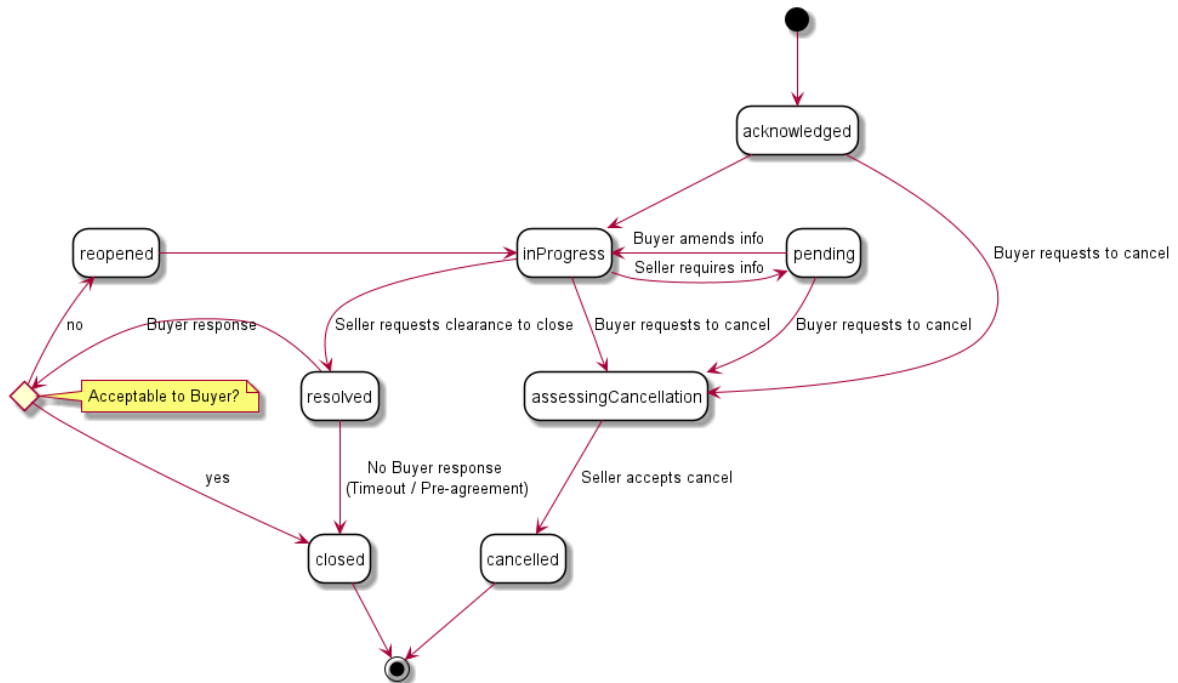 acknowledged
Buyer requests to cancel
reopened
inProgress
Buyer amends info
Seller requires info
pending
no
Buyer response
Seller requests clearance to close
Buyer requests to cancel
Buyer requests to cancel
Acceptable to Buyer?
resolved
assessingCancellation
yes
No Buyer response
(Timeout / Pre-agreement)
Seller accepts cancel
closed
cancelled